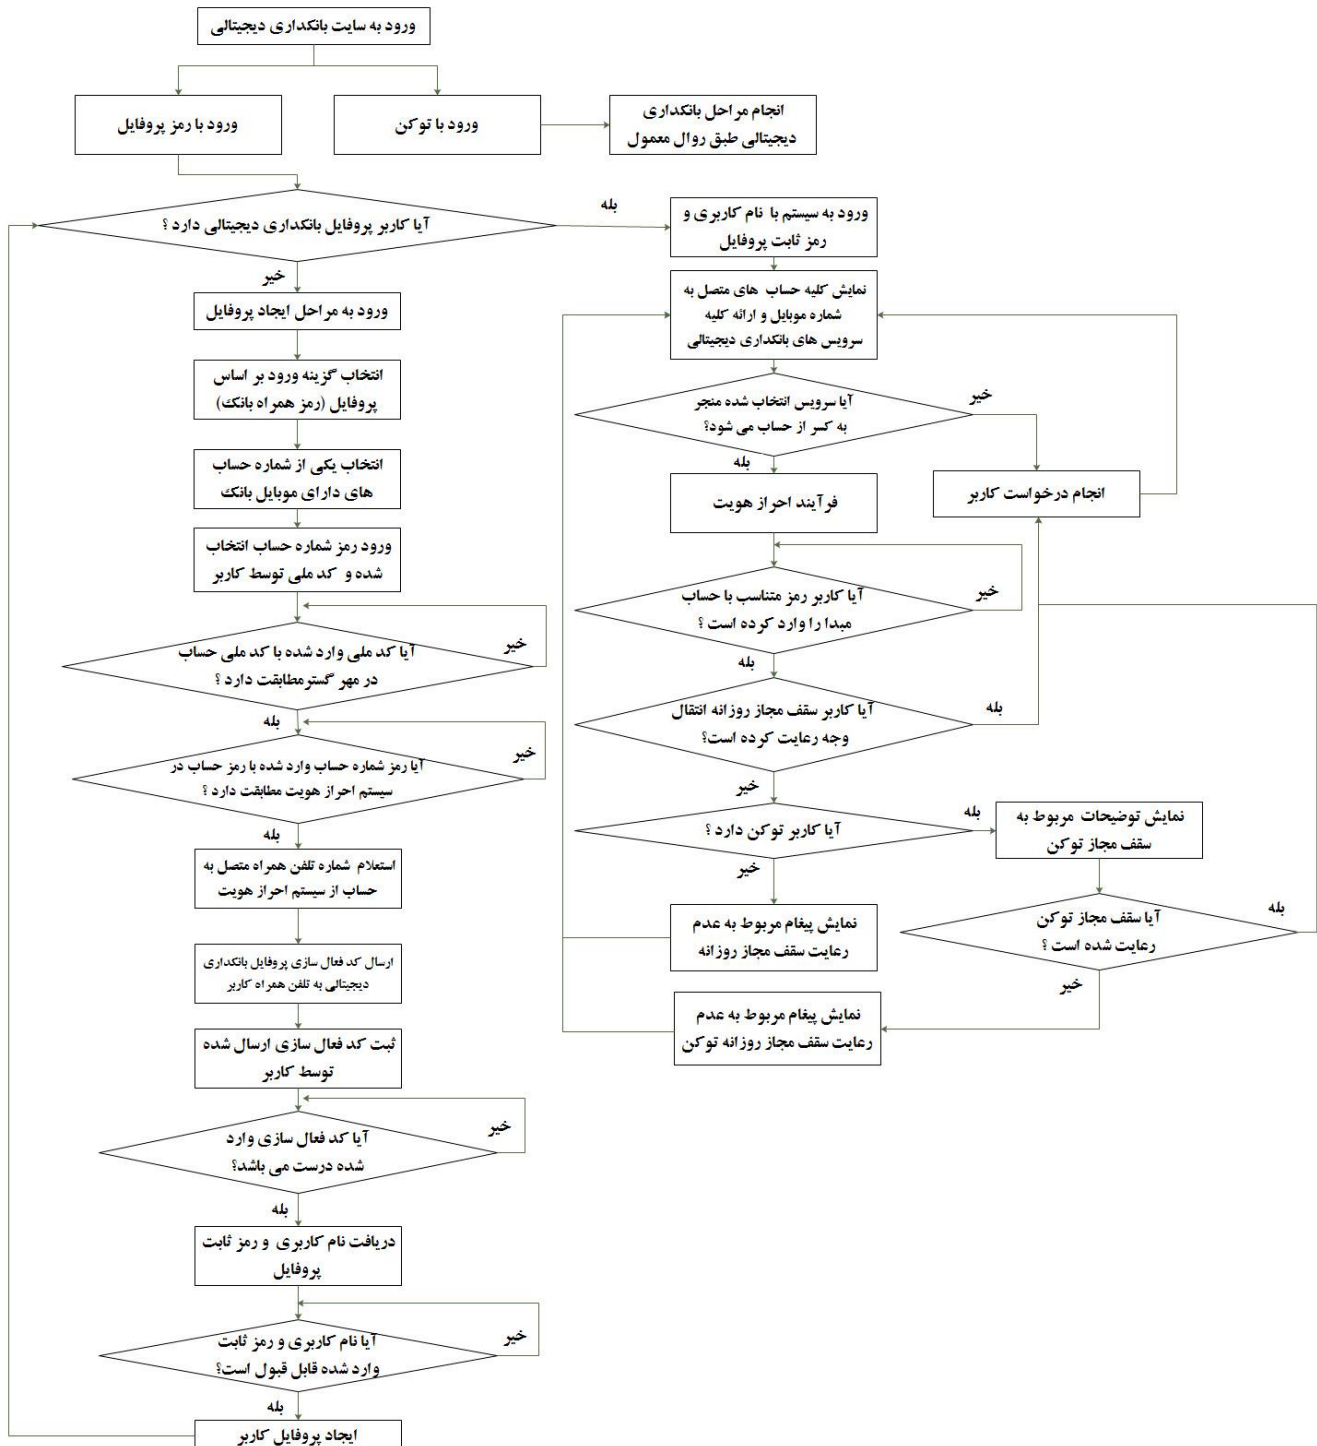 ورود به سایت بانکداری دیجیتالی
ورود با رمز پروفایل
ورود با توکن
انجام مراحل بانکداری
دیجیتالی طبق روال معمول
آیا کاربر پروفایل بانکداری دیجیتالی دارد ؟
بله
خیر
ورود به سیستم با نام کاربری و
رمز ثابت پروفایل
نمایش کلیه حساب های متصل به
شماره موبایل و ارائه کلیه
سرویس های بانکداری دیجیتالی
آیا سرویس انتخاب شده منجر
به کسر از حساب می شود؟
خیر
بله
انجام درخواست کاربر
فرآیند احراز هویت
آیا کاربر رمز متناسب با حساب
مبدا را وارد کرده است ؟
خیر
بله
آیا کاربر سقف مجاز روزانه انتقال
وجه رعایت کرده است؟
بله
خیر
آیا کاربر توکن دارد ؟
بله
خیر
نمایش توضیحات مربوط به
سقف مجاز توکن
آیا سقف مجاز توکن
رعایت شده است ؟
بله
خیر
نمایش پیغام مربوط به عدم
رعایت سقف مجاز روزانه
نمایش پیغام مربوط به عدم
رعایت سقف مجاز روزانه توکن
ورود به مراحل ایجاد پروفایل
انتخاب گزینه ورود بر اساس
پروفایل (رمز همراه بانک)
انتخاب یکی از شماره حساب
های دارای موبایل بانک
ورود رمز شماره حساب انتخاب
شده و کد ملی توسط کاربر
آیا کد ملی وارد شده با کد ملی حساب
در مهر گسترمطابقت دارد ؟
خیر
بله
آیا رمز شماره حساب وارد شده با رمز حساب در
سیستم احراز هویت مطابقت دارد ؟
خیر
بله
استعلام شماره تلفن همراه متصل به
حساب از سیستم احراز هویت
ارسال کد فعال سازی پروفایل بانکداری
دیجیتالی به تلفن همراه کاربر
ثبت کد فعال سازی ارسال شده
توسط کاربر
آیا کد فعال سازی وارد
شده درست می باشد؟
خیر
بله
دریافت نام کاربری و رمز ثابت
پروفایل
آیا نام کاربری و رمز ثابت
وارد شده قابل قبول است؟
خیر
بله
ایجاد پروفایل کاربر